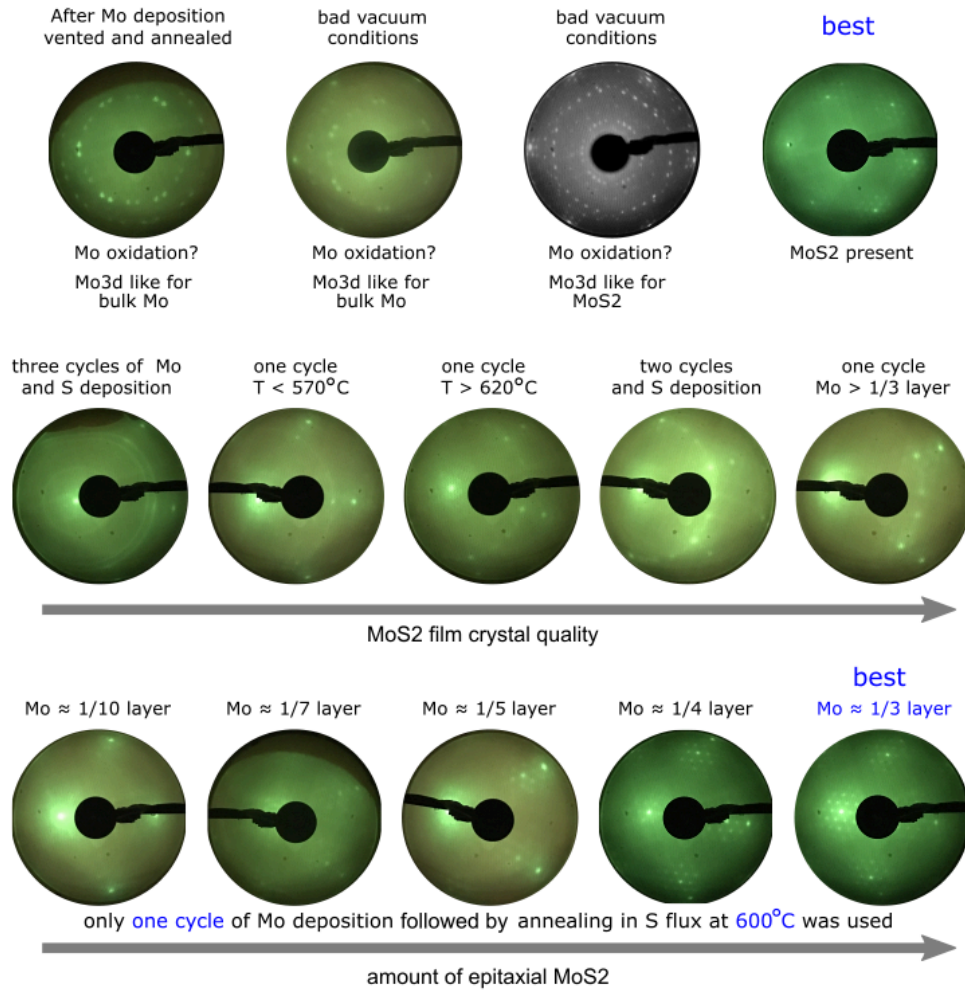 After Mo deposition
vented and annealed
bad vacuum
conditions
bad vacuum
conditions
best
Mo oxidation?
Mo3d like for
bulk Mo
Mo oxidation?
Mo3d like for
bulk Mo
Mo oxidation?
Mo3d like for
MoS2
MoS2 present
three cycles of Mo
and S deposition
one cycle
T < 570°C
one cycle
T > 620°C
two cycles
and S deposition
one cycle
Mo > 1/3 layer
MoS2 film crystal quality
best
Mo ≈ 1/10 layer
Mo ≈ 1/7 layer
Mo ≈ 1/5 layer
Mo ≈ 1/4 layer
Mo ≈ 1/3 layer
only one cycle of Mo deposition followed by annealing in S flux at 600°C was used
amount of epitaxial MoS2